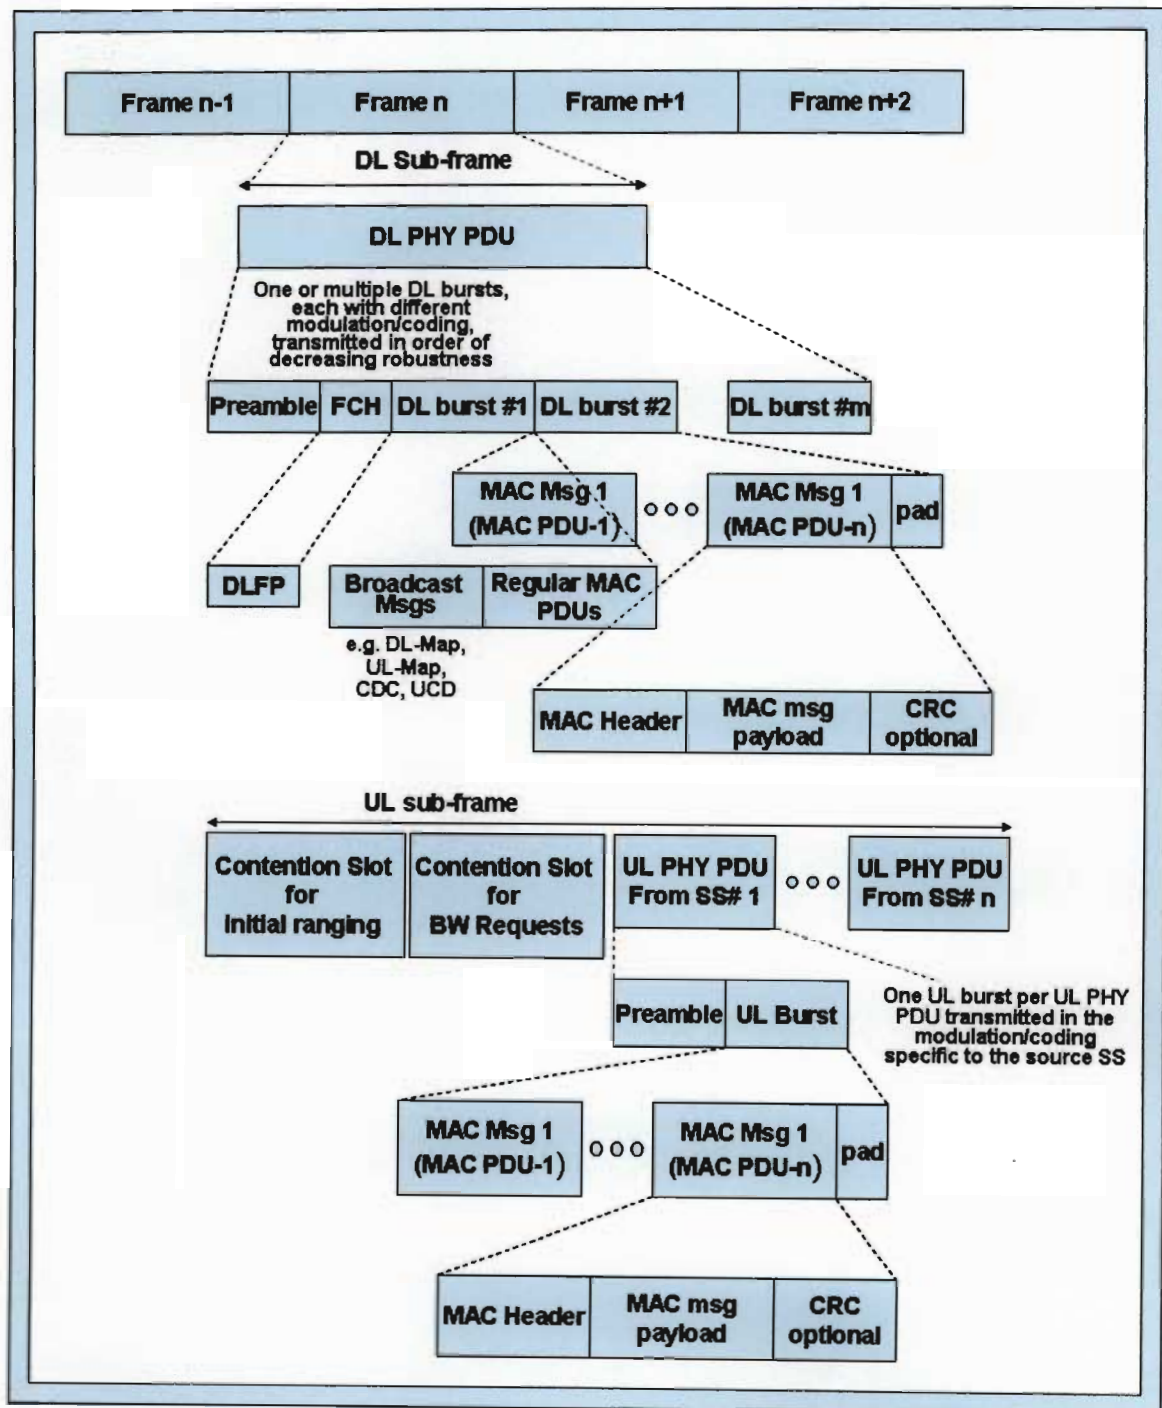 Frame n-1 Frame n Frame n+1 Frame n+2
DL Sub-frame
DL PHY PDU
One or multiple DL bursts,
each with different
modulation/coding,
transmitted in order of
decreasing robustness
Preamble FCH DL burst #1 DL burst #2 DL burst #m
MAC Msg 1
(MAC PDU-1)
MAC Msg 1
(MAC PDU-n)
pad
DLFP
Broadcast
Msgs
Regular MAC
PDUs
e.g. DL-Map,
UL-Map,
CDC, UCD
MAC Header
MAC msg
payload
CRC
optional
UL sub-frame
Contention Slot
for
Initial ranging
Contention Slot
for
BW Requests
UL PHY PDU
From SS# 1
UL PHY PDU
From SS# n
Preamble UL Burst
One UL burst per UL PHY
PDU transmitted in the
modulation/coding
specific to the source SS
MAC Msg 1
(MAC PDU-1)
MAC Msg 1
(MAC PDU-n)
pad
MAC Header
MAC msg
payload
CRC
optional